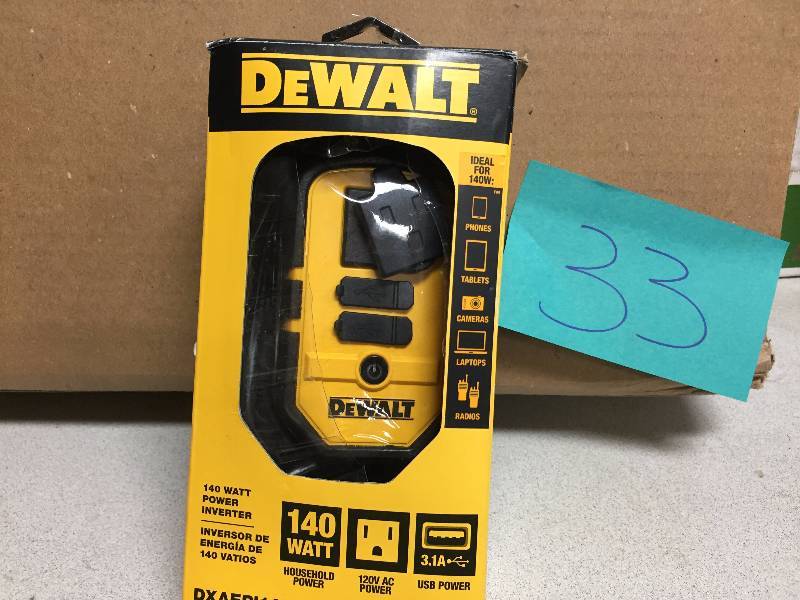 DEWALT
®
IDEAL
FOR
140W:
PHONES
TABLETS
CAMERAS
LAPTOPS
RADIOS
33
DEWALT
140 WATT
POWER
INVERTER
INVERSOR DE
ENERGÍA DE
140 VATIOS
140
WATT
HOUSEHOLD
POWER
120V AC
POWER
3.1A
USB POWER